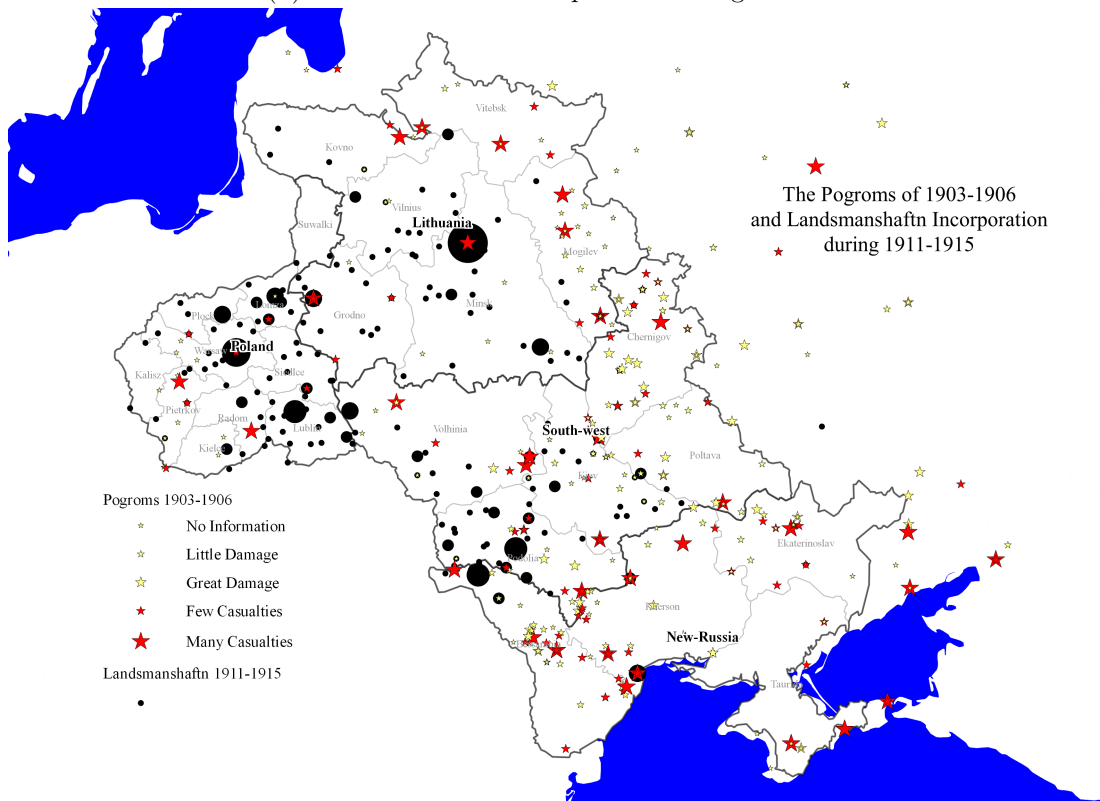 The Pogroms of 1903-1906
and Landsmanshaftn Incorporation
during 1911-1915
Vitebsk
Kovno
Vilnius
Lithuania
Suwalki
Mogilev
Minsk
Grodno
Plock
Chernigov
Poland
Kalisz
Siedlce
Pietrkov
Radom
Lublin
Kielce
Volhinia
South-west
Kiev
Poltava
Podolia
Ekaterinoslav
Kherson
New-Russia
Taurida
Pogroms 1903-1906
No Information
Little Damage
Great Damage
Few Casualties
Many Casualties
Landsmanshaftn 1911-1915